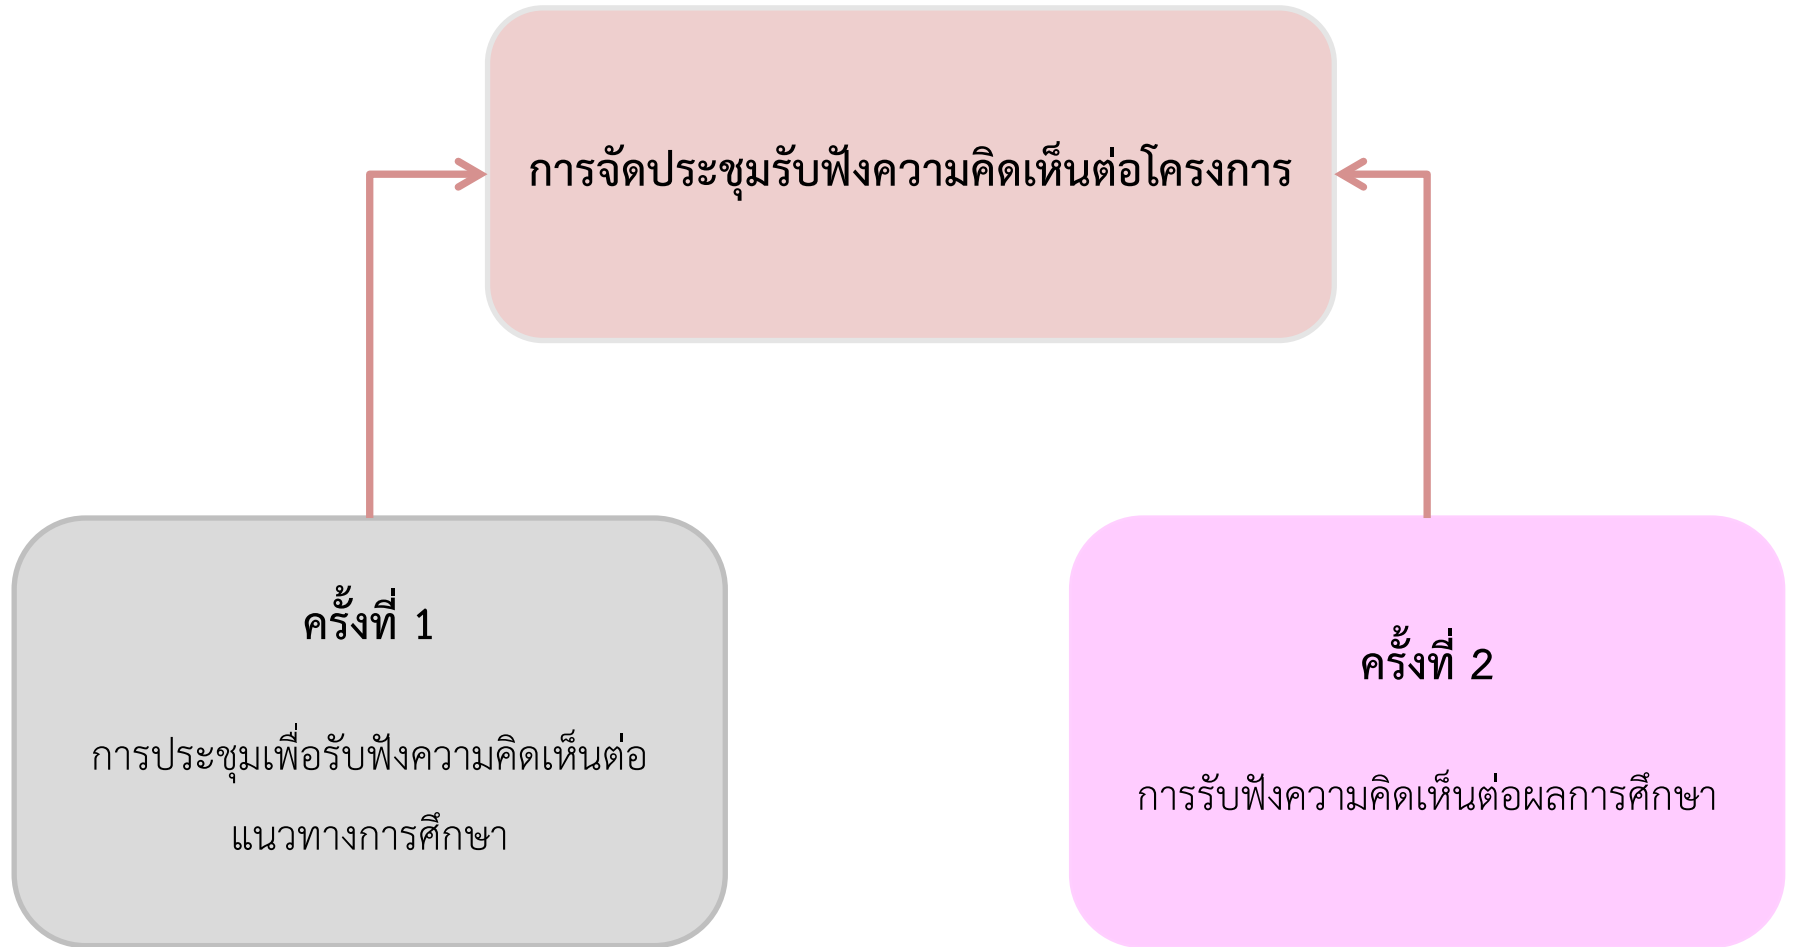 การจัดประชุมรับฟังความคิดเห็นต่อโครงการ
ครั้งที่ 1
การประชุมเพื่อรับฟังความคิดเห็นต่อ
แนวทางการศึกษา
ครั้งที่ 2
การรับฟังความคิดเห็นต่อผลการศึกษา